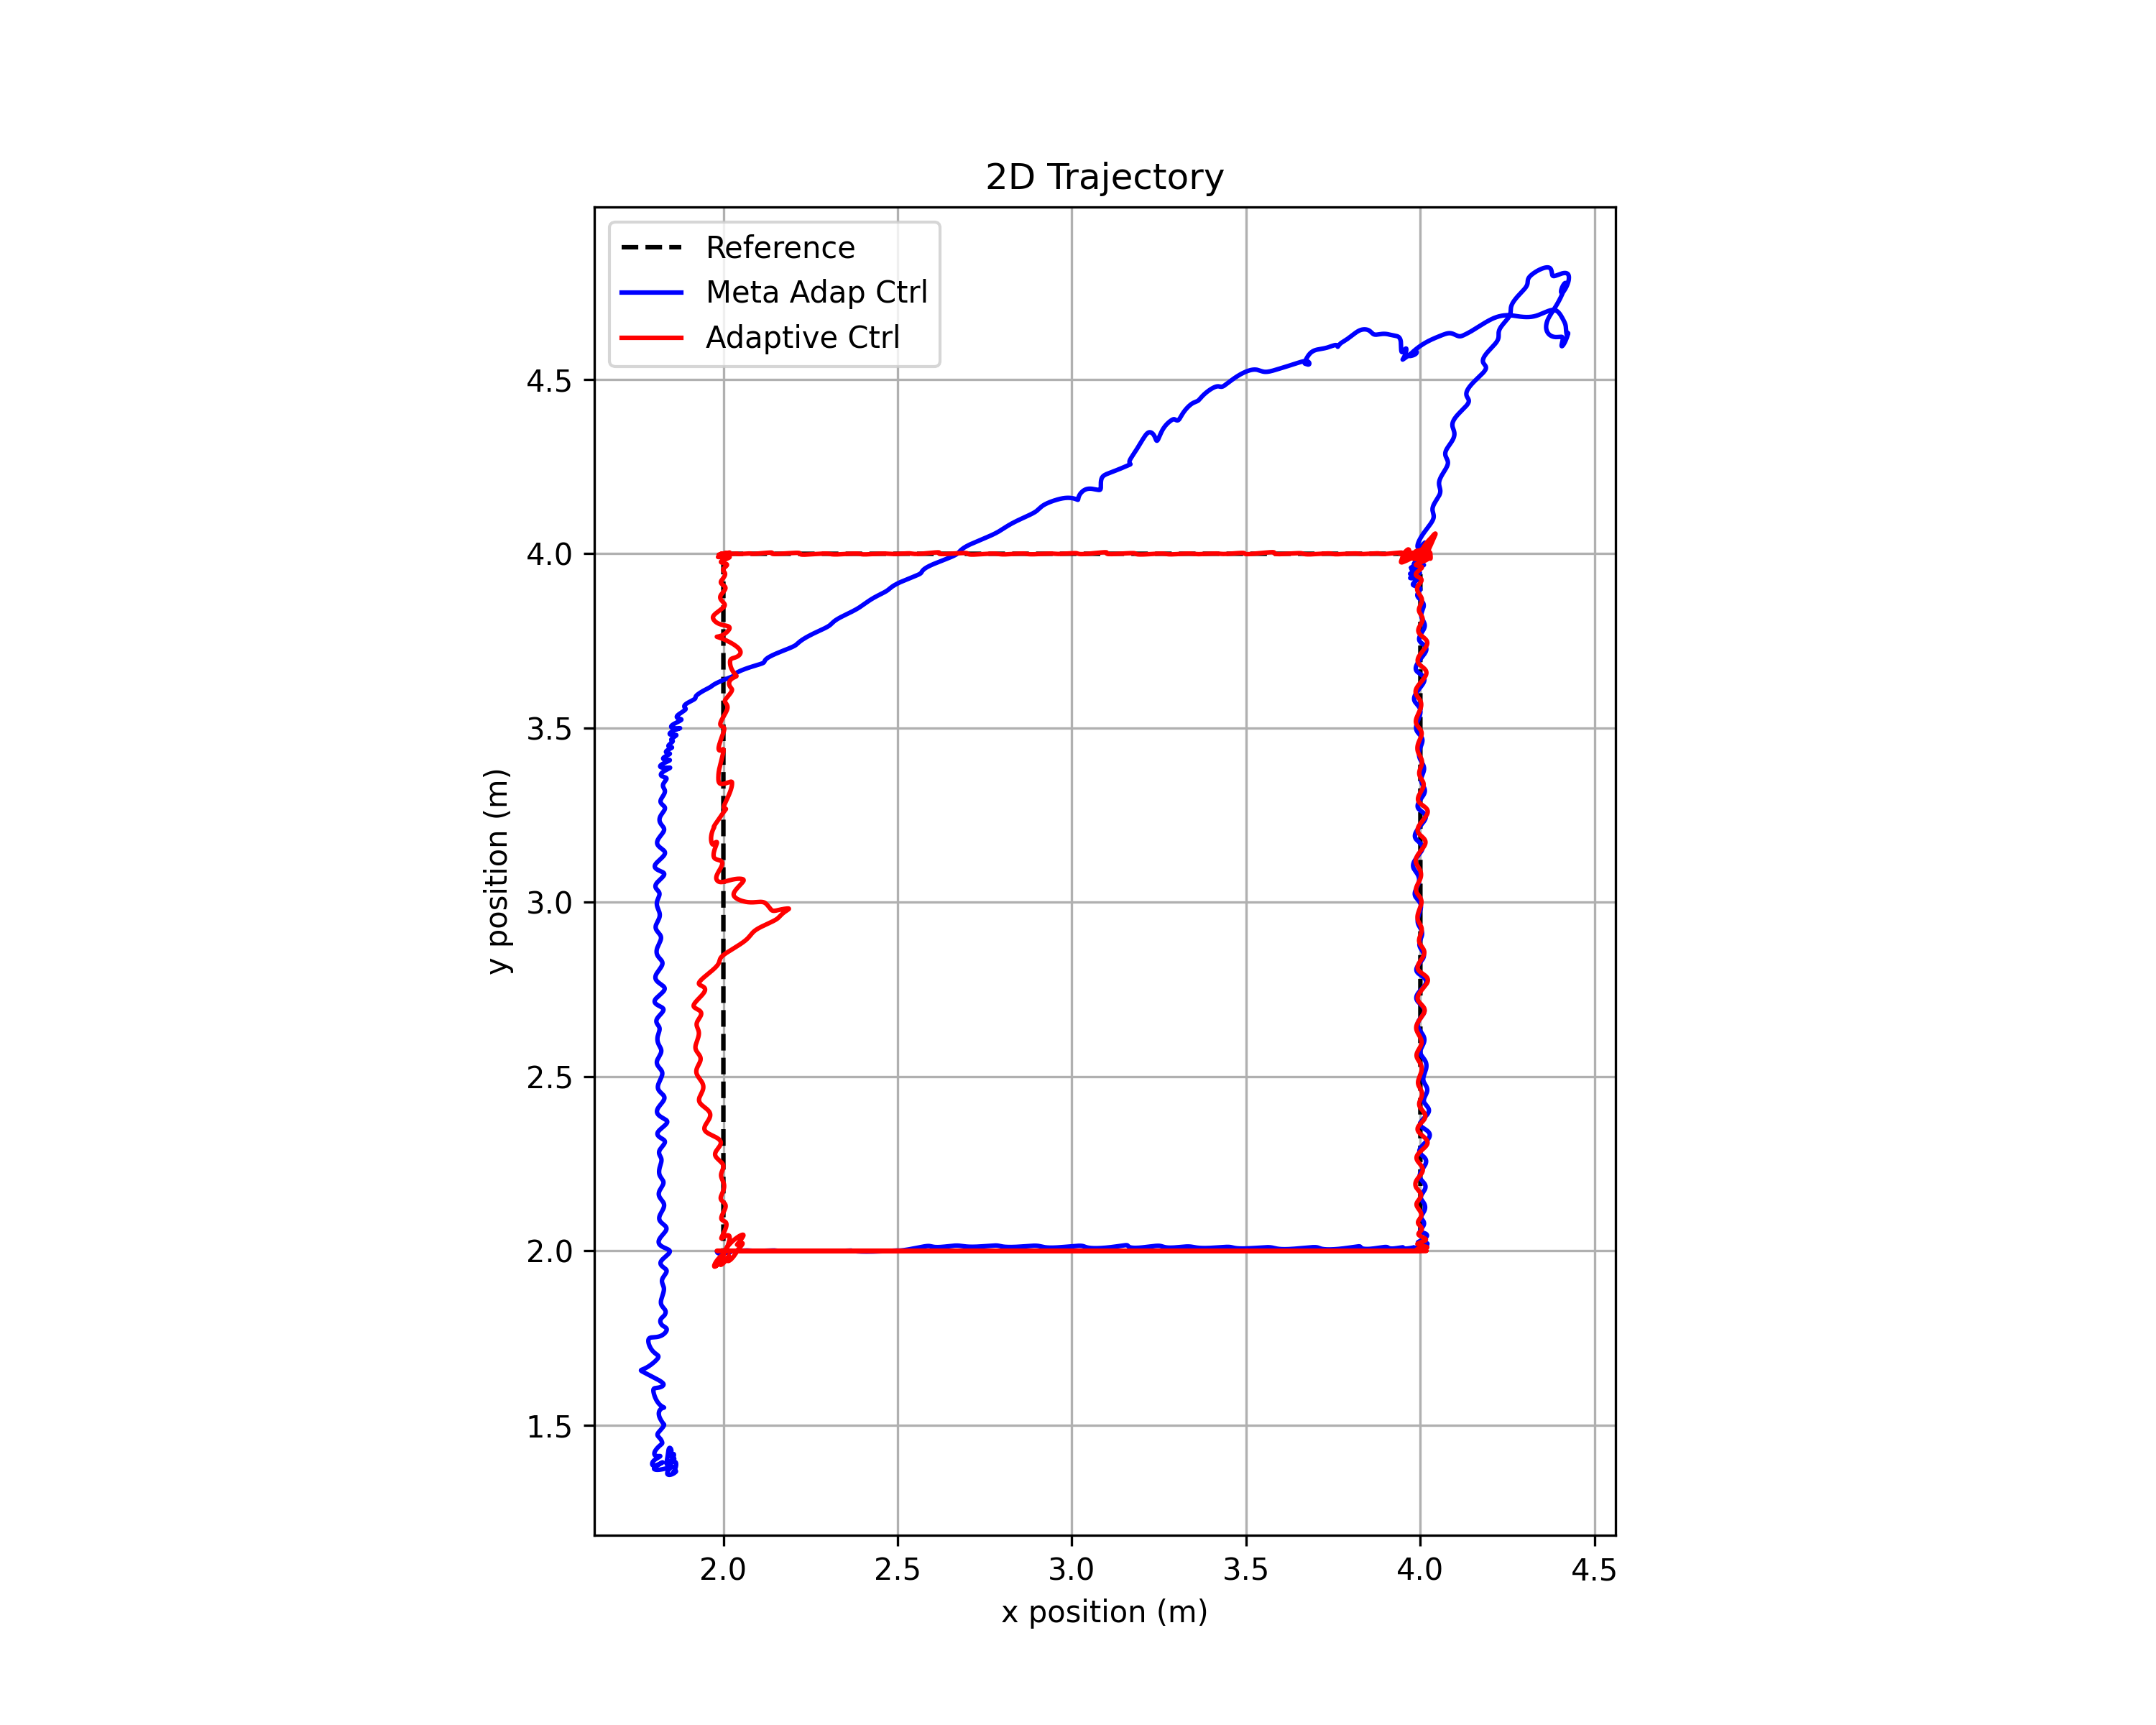 2D Trajectory
Reference
Meta Adap Ctrl
Adaptive Ctrl
4.5
4.0
3.5
3.0
2.5
2.0
1.5
y position (m)
2.0 2.5 3.0 3.5 4.0 4.5
x position (m)